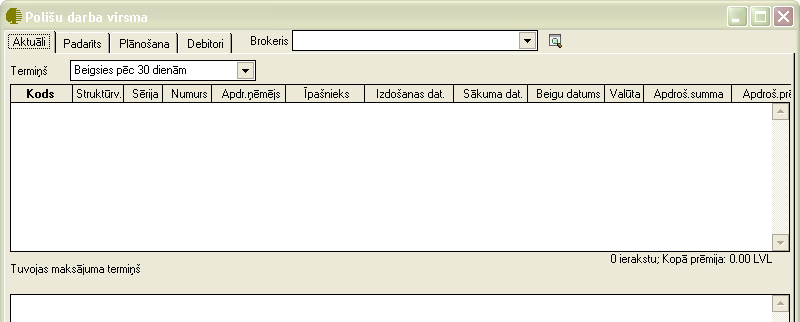 Polišu darba virsma
Aktuāli Padarīts Plānošana Debitori Brokeris
Termiņš Beigsies pēc 30 dienām
Kods Struktūrv. Sērija Numurs Apdr.ņēmējs Īpašnieks Izdošanas dat. Sākuma dat. Beigu datums Valūta Apdroš.summa Apdroš.prē
0 ierakstu; Kopā prēmija: 0.00 LVL
Tuvojas maksājuma termiņš